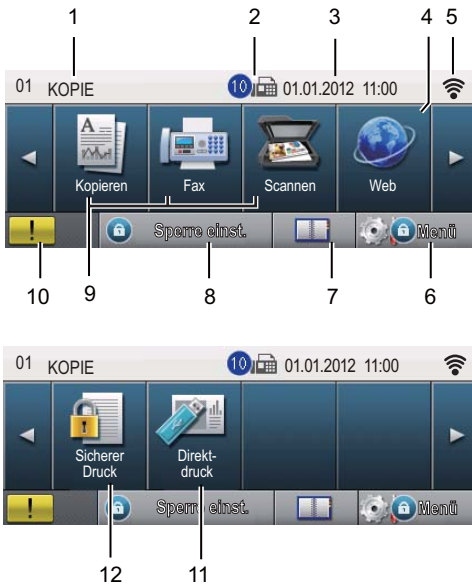 1 2 3 4 5
01 KOPIE 10 01.01.2012 11:00
A
Kopieren Fax Scannen Web
! Sperre einst. Menü
10 9 8 7 6
01 KOPIE 10 01.01.2012 11:00
Sicherer Druck Direkt-druck
! Sperre einst. Menü
12 11